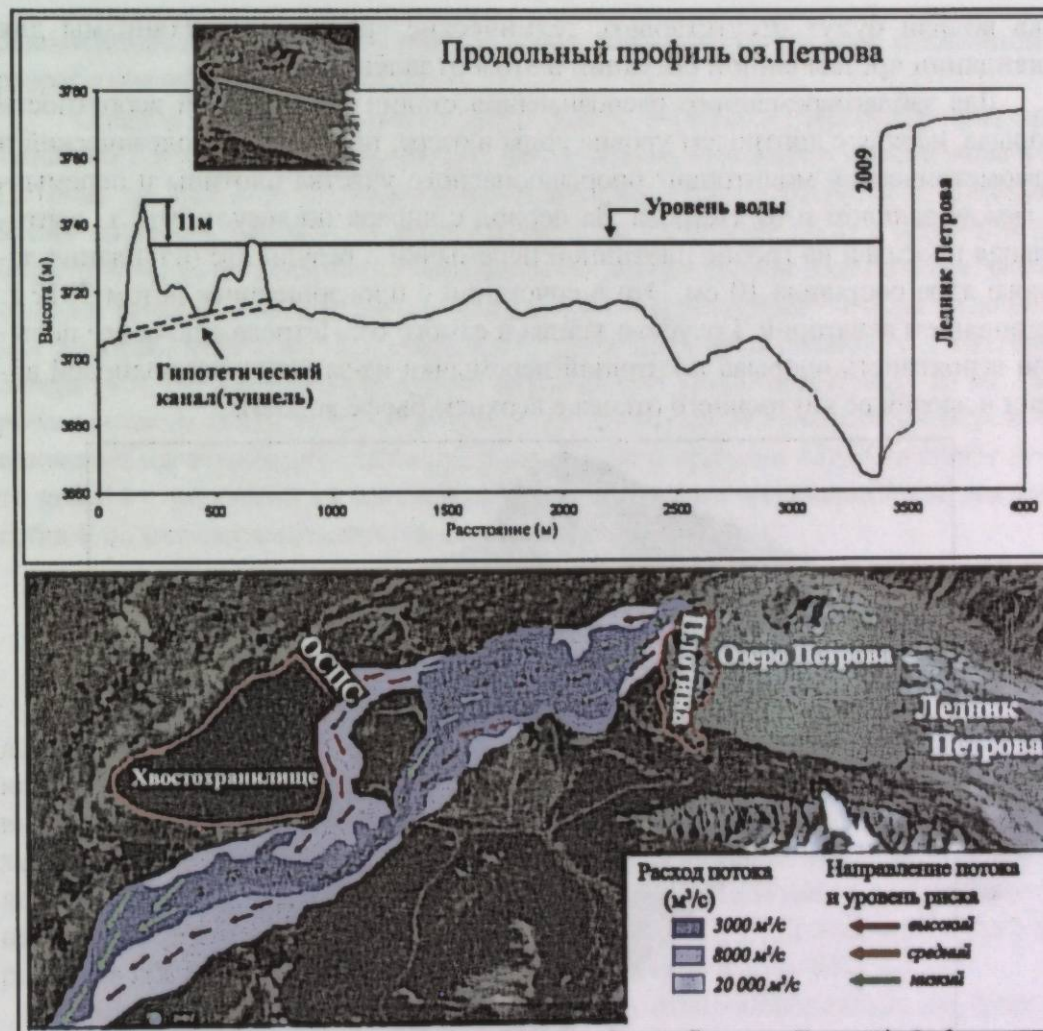 Продольный профиль оз. Петрова
3780
3760
3740
3720
3700
3680
3660
Высота (м)
11м
Уровень воды
2009
Ледник Петрова
Гипотетический
канал(туннель)
0
500
1000
1500
2000
2500
3000
3500
4000
Расстояние (м)
ОСПС
Хвостохранилище
Плотина
Озеро Петрова
Ледник
Петрова
Расход потока
(м³/с)
3000 м³/с
8000 м³/с
20 000 м³/с
Направление потока
и уровень риска
высокий
средний
низкий